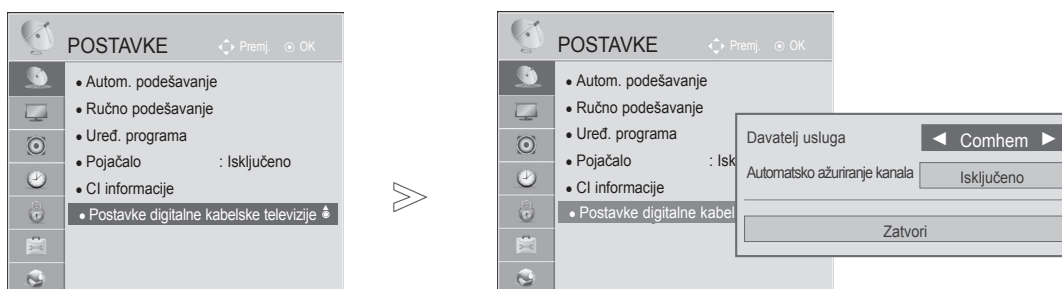 POSTAVKE Premj. OK
• Autom. podešavanje
• Ručno podešavanje
• Uređ. programa
• Pojačalo : Isključeno
• CI informacije
• Postavke digitalne kabelske televizije
POSTAVKE Premj. OK
• Autom. podešavanje
• Ručno podešavanje
• Uređ. programa
• Pojačalo : Isk
• CI informacije
• Postavke digitalne kabel
Davatelj usluga ◄ Comhem ►
Automatsko ažuriranje kanala Isključeno
Zatvori